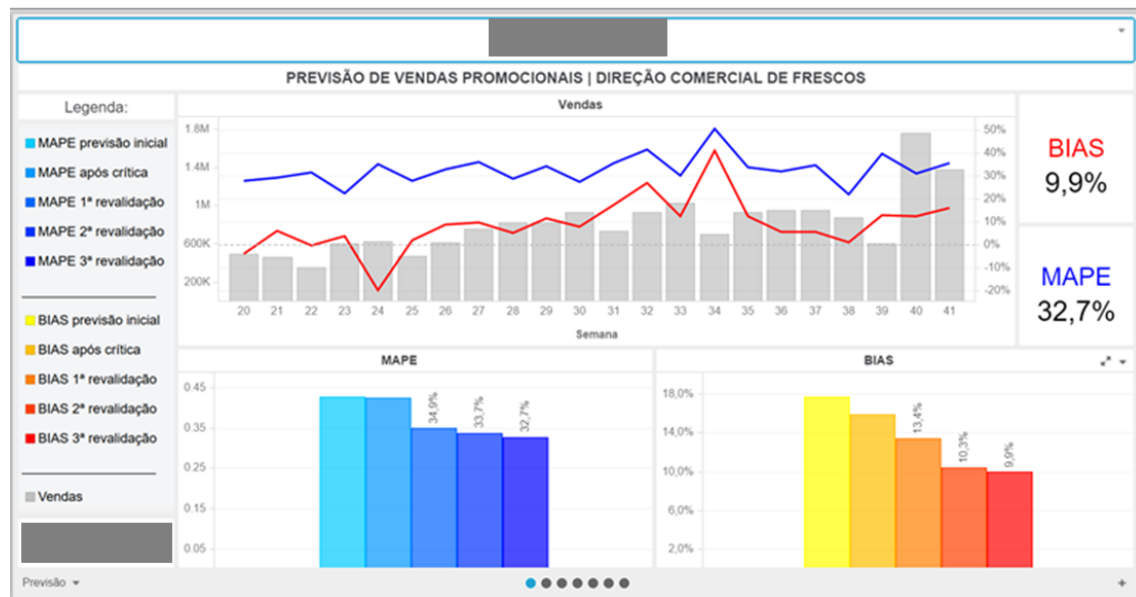 PREVISÃO DE VENDAS PROMOCIONAIS | DIREÇÃO COMERCIAL DE FRESCOS
Legenda:
MAPE previsão inicial
MAPE após crítica
MAPE 1ª revalidação
MAPE 2ª revalidação
MAPE 3ª revalidação
BIAS previsão inicial
BIAS após crítica
BIAS 1ª revalidação
BIAS 2ª revalidação
BIAS 3ª revalidação
Vendas
Vendas
1.8M
1.4M
1M
600K
200K
50%
40%
30%
20%
10%
0%
-10%
-20%
20 21 22 23 24 25 26 27 28 29 30 31 32 33 34 35 36 37 38 39 40 41
Semana
BIAS
9,9%
MAPE
32,7%
MAPE
0.45
0.35
0.25
0.15
0.05
34,9% 33,7% 32,7%
BIAS
18,0%
14,0%
10,0%
6,0%
2,0%
13,4% 10,3% 9,9%
Previsão